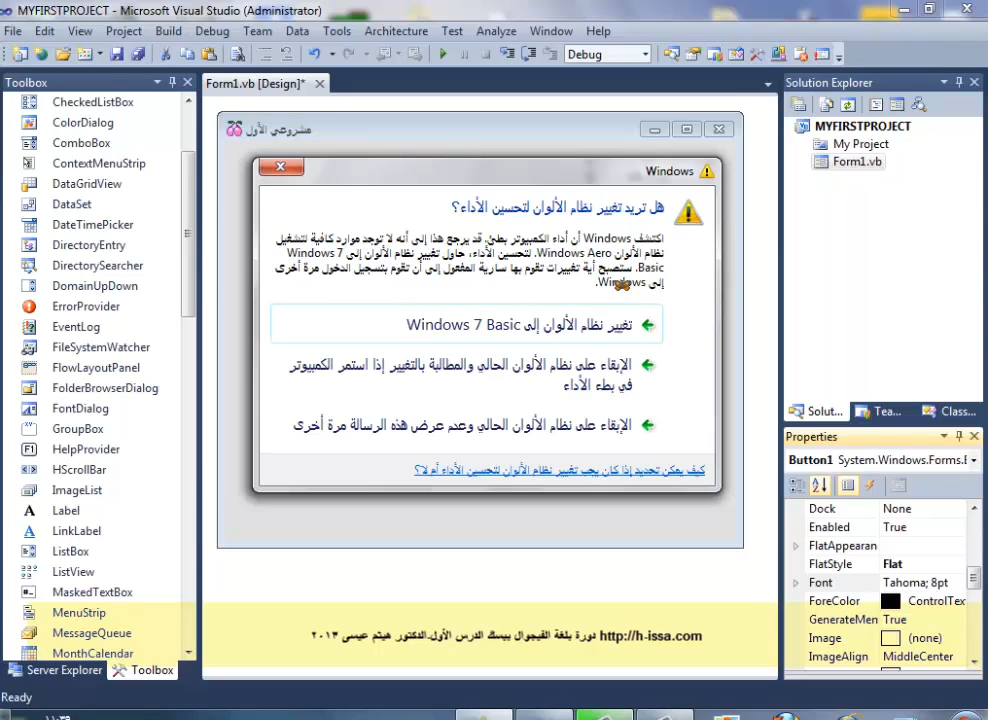 MYFIRSTPROJECT - Microsoft Visual Studio (Administrator)
File Edit View Project Build Debug Team Data Tools Architecture Test Analyze Window Help
Debug
Toolbox
CheckedListBox
ColorDialog
ComboBox
ContextMenuStrip
DataGridView
DataSet
DateTimePicker
DirectoryEntry
DirectorySearcher
DomainUpDown
ErrorProvider
EventLog
FileSystemWatcher
FlowLayoutPanel
FolderBrowserDialog
FontDialog
GroupBox
HelpProvider
HScrollBar
ImageList
Label
LinkLabel
ListBox
ListView
MaskedTextBox
MenuStrip
MessageQueue
MonthCalendar
Server Explorer Toolbox
Form1.vb [Design]*
مشروعي الأول
Windows
هل تريد تغيير نظام الألوان لتحسين الأداء؟
اكتشف Windows أن أداء الكمبيوتر بطئ. قد يرجع هذا إلى أنه لا توجد موارد كافية لتشغيل
نظام الألوان Windows Aero. لتحسين الأداء، حاول تغيير نظام الألوان إلى Windows 7
Basic. ستصبح أية تغييرات تقوم بها سارية المفعول إلى أن تقوم بتسجيل الدخول مرة أخرى
إلى Windows.
تغيير نظام الألوان إلى Windows 7 Basic
الإبقاء على نظام الألوان الحالي والمطالبة بالتغيير إذا استمر الكمبيوتر
في بطء الأداء
الإبقاء على نظام الألوان الحالي وعدم عرض هذه الرسالة مرة أخرى
كيف يمكن تحديد إذا كان يجب تغيير نظام الألوان لتحسين الأداء أم لا؟
http://h-issa.com دورة بلغة الفيجوال بيسك الدرس الأول.الدكتور هيثم عيسى ٢٠١٣
Solution Explorer
MYFIRSTPROJECT
My Project
Form1.vb
Solut... Tea... Class...
Properties
Button1 System.Windows.Forms.
Dock None
Enabled True
FlatAppearan
FlatStyle Flat
Font Tahoma; 8pt
ForeColor ControlTex
GenerateMen True
Image (none)
ImageAlign MiddleCenter
Ready